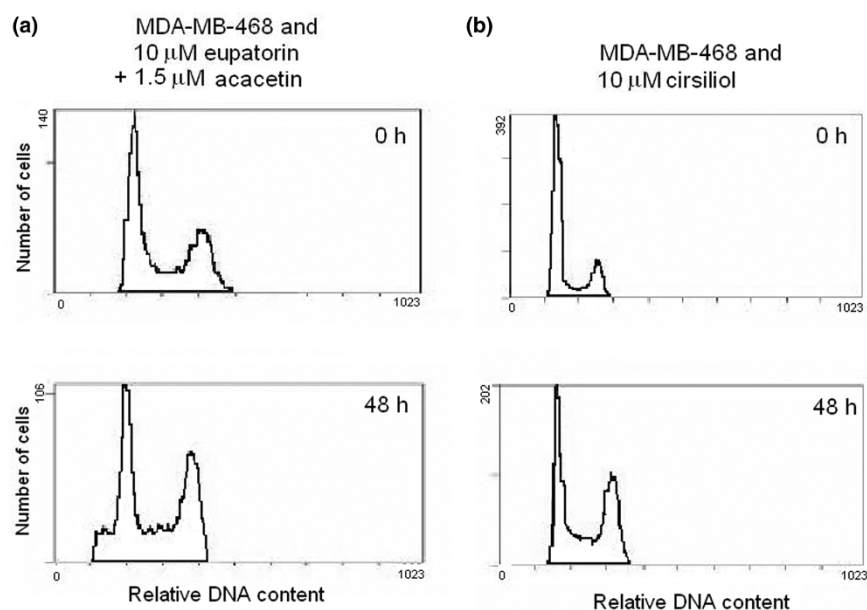 (a)
MDA-MB-468 and
10 μM eupatorin
+ 1.5 μM acacetin
(b)
MDA-MB-468 and
10 μM cirsiliol
140
0 h
Number of cells
0
1023
392
0 h
0
1023
106
48 h
Number of cells
0
1023
Relative DNA content
202
48 h
0
1023
Relative DNA content